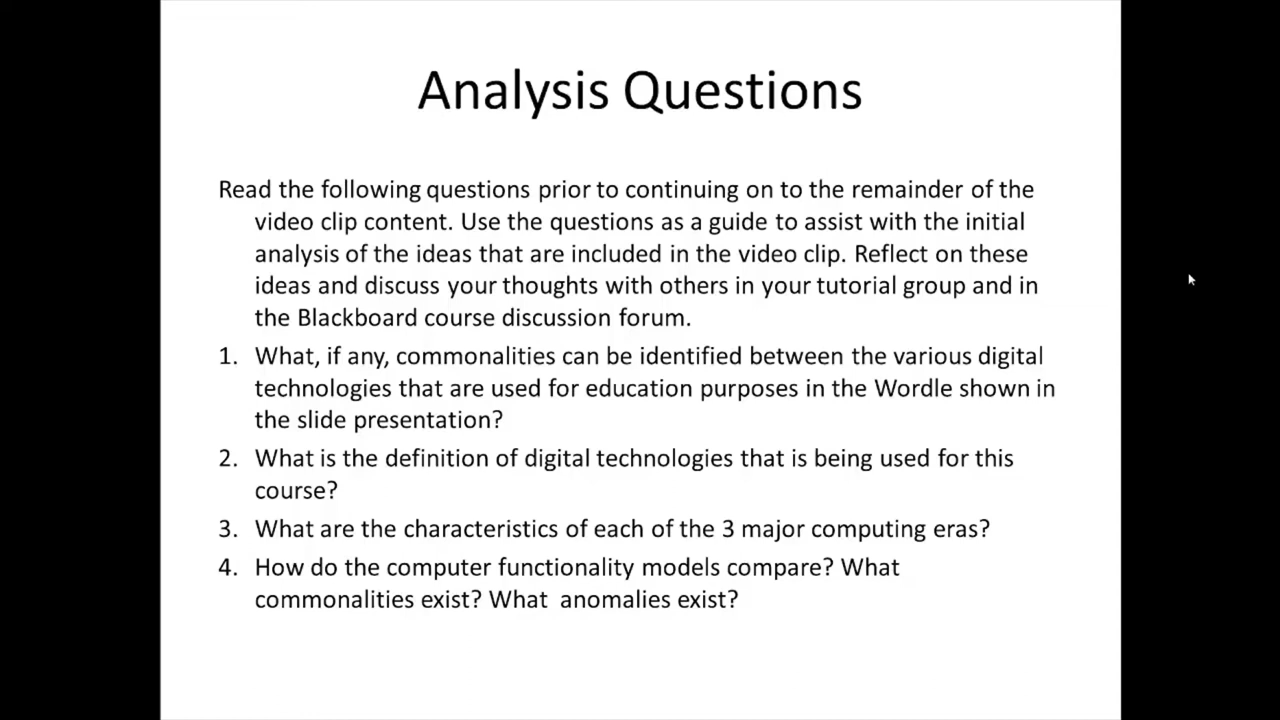 Analysis Questions
Read the following questions prior to continuing on to the remainder of the
video clip content. Use the questions as a guide to assist with the initial
analysis of the ideas that are included in the video clip. Reflect on these
ideas and discuss your thoughts with others in your tutorial group and in
the Blackboard course discussion forum.
1. What, if any, commonalities can be identified between the various digital
technologies that are used for education purposes in the Wordle shown in
the slide presentation?
2. What is the definition of digital technologies that is being used for this
course?
3. What are the characteristics of each of the 3 major computing eras?
4. How do the computer functionality models compare? What
commonalities exist? What  anomalies exist?